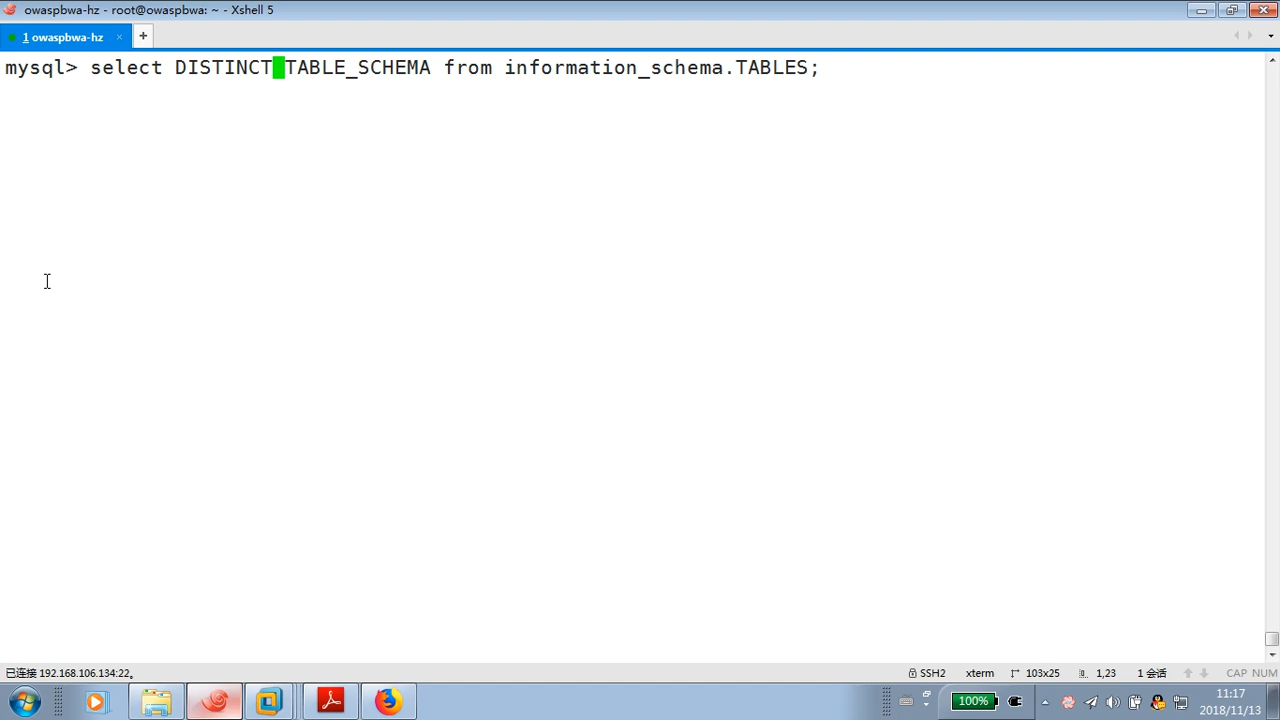 owaspbwa-hz - root@owaspbwa: ~ - Xshell 5
1 owaspbwa-hz × +
mysql> select DISTINCT TABLE_SCHEMA from information_schema.TABLES;
已连接 192.168.106.134:22。 SSH2 xterm 103x25 1,23 1 会话 CAP NUM
100% 11:17
2018/11/13